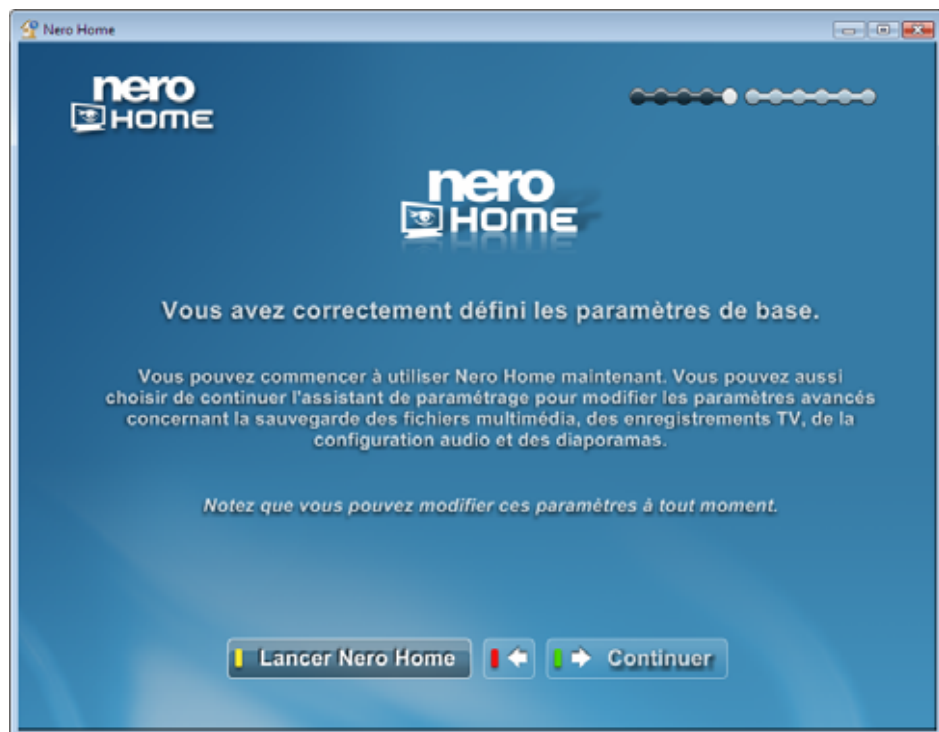 Nero Home
nero
HOME
nero
HOME
Vous avez correctement défini les paramètres de base.
Vous pouvez commencer à utiliser Nero Home maintenant. Vous pouvez aussi
choisir de continuer l'assistant de paramétrage pour modifier les paramètres avancés
concernant la sauvegarde des fichiers multimédia, des enregistrements TV, de la
configuration audio et des diaporamas.
Notez que vous pouvez modifier ces paramètres à tout moment.
Lancer Nero Home
Continuer